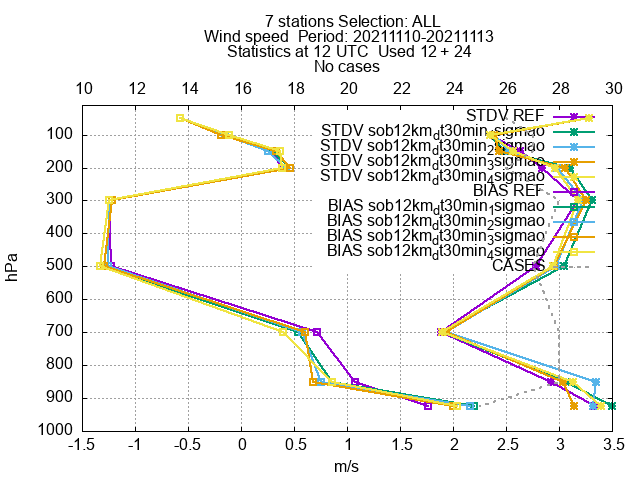 7 stations Selection: ALL
Wind speed  Period: 20211110-20211113
Statistics at 12 UTC  Used 12 + 24
No cases
10 12 14 16 18 20 22 24 26 28 30
STDV REF
STDV sob12km_dt30min_1sigmao
STDV sob12km_dt30min_2sigmao
STDV sob12km_dt30min_3sigmao
STDV sob12km_dt30min_4sigmao
BIAS REF
BIAS sob12km_dt30min_1sigmao
BIAS sob12km_dt30min_2sigmao
BIAS sob12km_dt30min_3sigmao
BIAS sob12km_dt30min_4sigmao
CASES
100
200
300
400
500
600
700
800
900
1000
hPa
-1.5 -1 -0.5 0 0.5 1 1.5 2 2.5 3 3.5
m/s